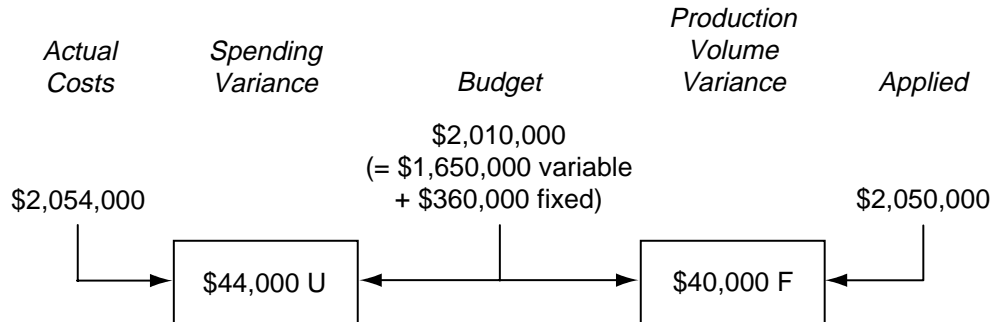 Actual
Costs
Spending
Variance
Budget
Production
Volume
Variance
Applied
$2,054,000
$2,010,000
(= $1,650,000 variable
+ $360,000 fixed)
$2,050,000
$44,000 U
$40,000 F